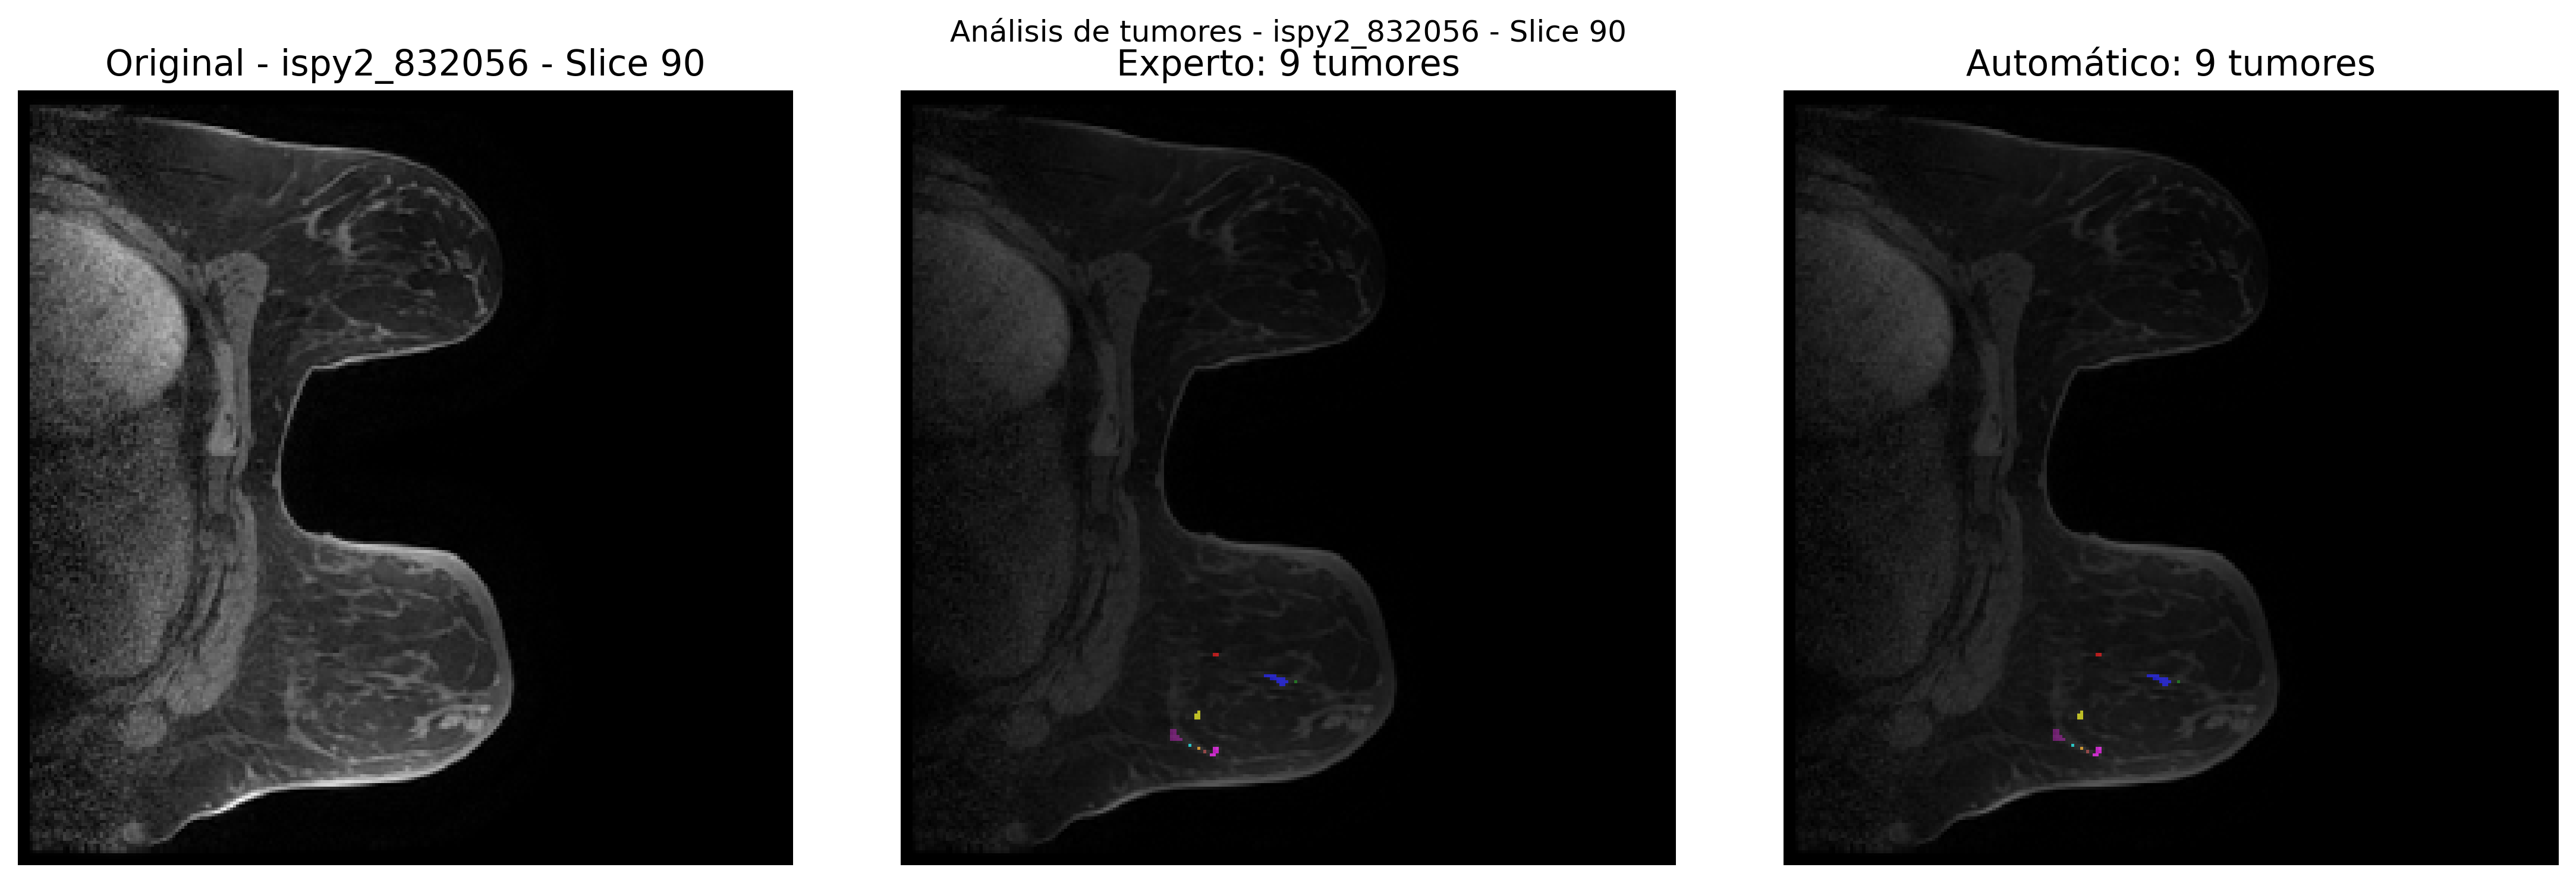 Análisis de tumores - ispy2_832056 - Slice 90
Original - ispy2_832056 - Slice 90
Experto: 9 tumores
Automático: 9 tumores